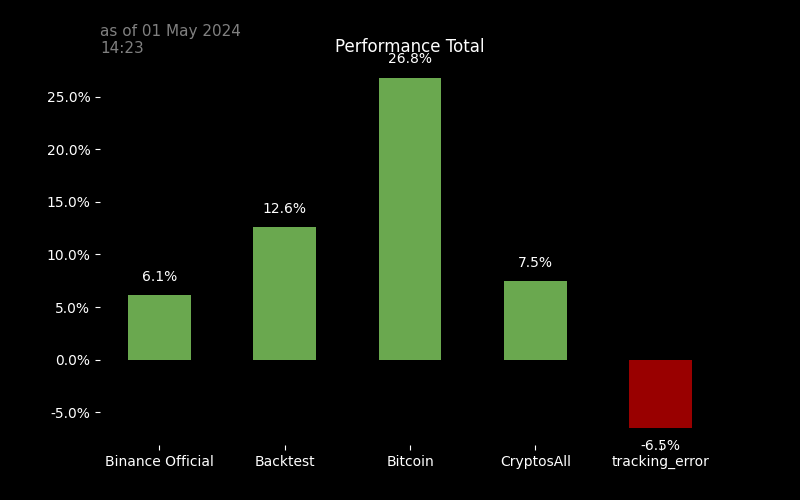 as of 01 May 2024
14:23
Performance Total
26.8%
25.0%
20.0%
15.0%
12.6%
10.0%
7.5%
6.1%
5.0%
0.0%
-5.0%
-6.5%
Binance Official
Backtest
Bitcoin
CryptosAll
tracking_error